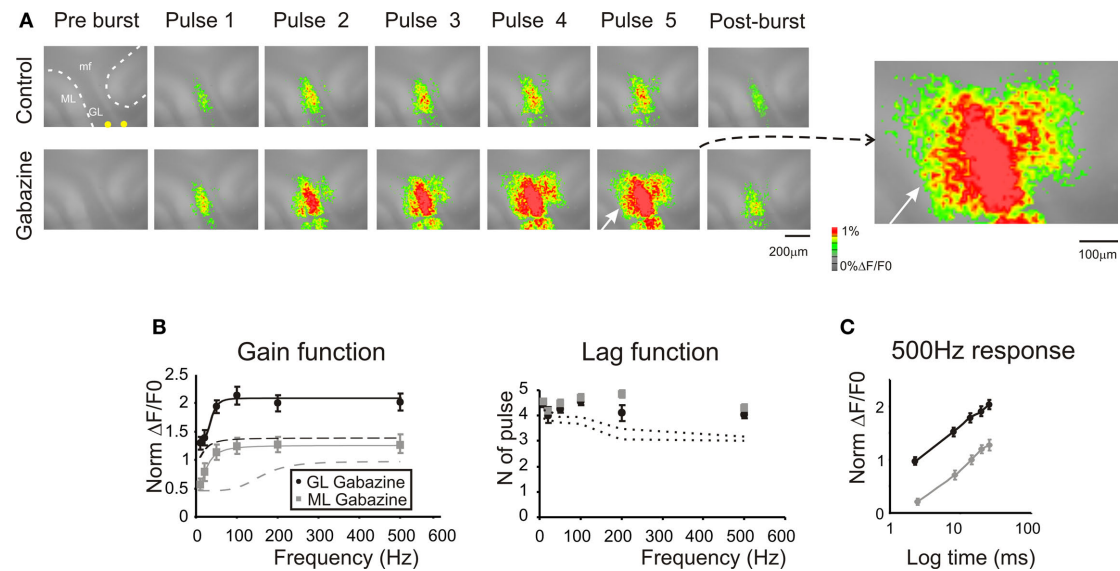 A
Pre burst Pulse 1 Pulse 2 Pulse 3 Pulse 4 Pulse 5 Post-burst
Control
mf
ML
GL
Gabazine
200µm
1%
0%ΔF/F0
100µm
B
Gain function
Norm ΔF/F0
2.5
2
1.5
1
0.5
0
GL Gabazine
ML Gabazine
0 100 200 300 400 500 600
Frequency (Hz)
Lag function
N of pulse
6
5
4
3
2
1
0
0 100 200 300 400 500 600
Frequency (Hz)
C
500Hz response
Norm ΔF/F0
2
1
0
1 10 100
Log time (ms)